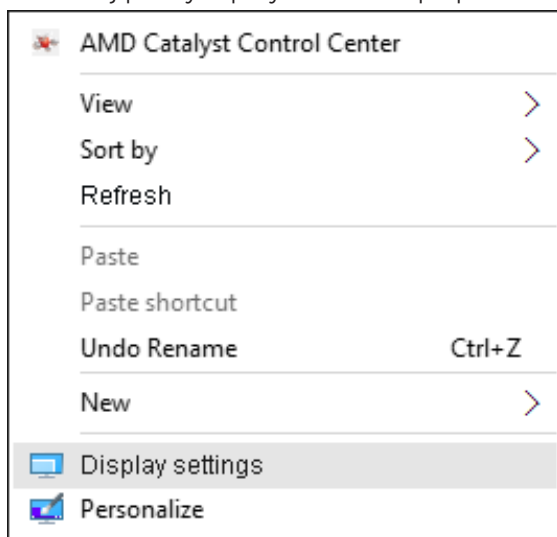 AMD Catalyst Control Center
View
Sort by
Refresh
Paste
Paste shortcut
Undo Rename Ctrl+Z
New
Display settings
Personalize